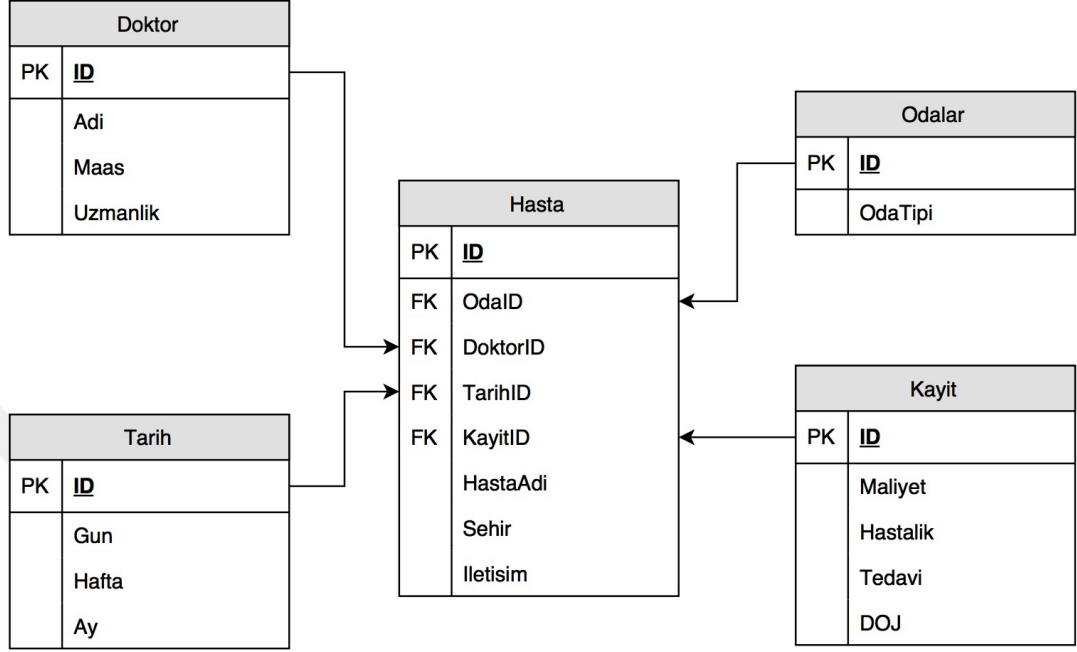 Doktor
PK ID
Adi
Maas
Uzmanlik
Tarih
PK ID
Gun
Hafta
Ay
Hasta
PK ID
FK OdaID
FK DoktorID
FK TarihID
FK KayitID
HastaAdi
Sehir
Iletisim
Odalar
PK ID
OdaTipi
Kayit
PK ID
Maliyet
Hastalik
Tedavi
DOJ